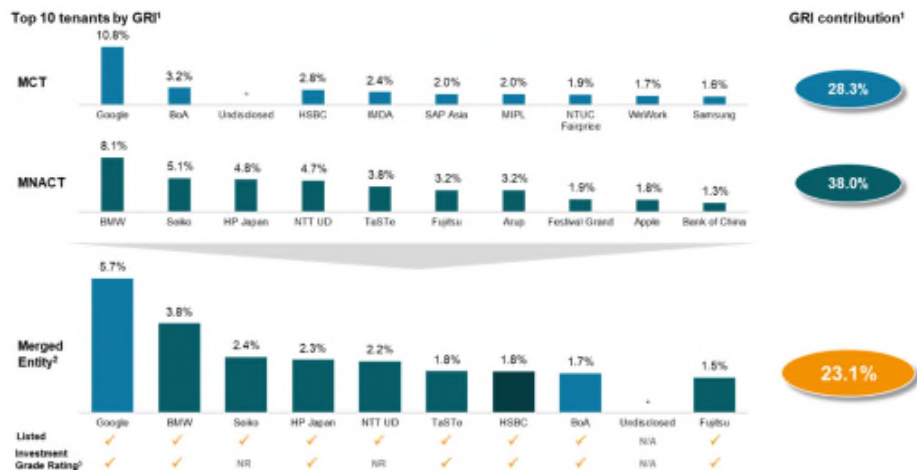 Top 10 tenants by GRI¹
GRI contribution¹
MCT
10.8% 3.2% - 2.8% 2.4% 2.0% 2.0% 1.9% 1.7% 1.6%
Google BoA Undisclosed HSBC IMDA SAP Asia MIPL NTUC Fairprice WeWork Samsung
28.3%
MNACT
8.1% 5.1% 4.8% 4.7% 3.8% 3.2% 3.2% 1.9% 1.8% 1.3%
BMW Seiko HP Japan NTT UD TaSTe Fujitsu Arup Festival Grand Apple Bank of China
38.0%
Merged
Entity²
5.7% 3.8% 2.4% 2.3% 2.2% 1.8% 1.8% 1.7% - 1.5%
Google BMW Seiko HP Japan NTT UD TaSTe HSBC BoA Undisclosed Fujitsu
23.1%
Listed ✓ ✓ ✓ ✓ ✓ ✓ ✓ ✓ N/A ✓
Investment
Grade Rating³ ✓ ✓ NR ✓ NR ✓ ✓ ✓ N/A ✓